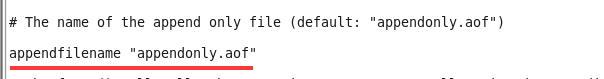 # The name of the append only file (default: "appendonly.aof")
appendfilename "appendonly.aof"